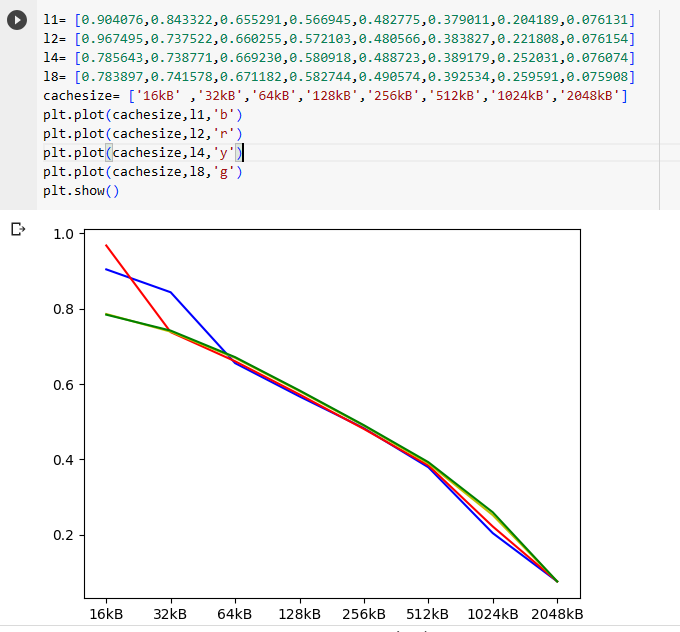 l1= [0.904076,0.843322,0.655291,0.566945,0.482775,0.379011,0.204189,0.076131]
l2= [0.967495,0.737522,0.660255,0.572103,0.480566,0.383827,0.221808,0.076154]
l4= [0.785643,0.738771,0.669230,0.580918,0.488723,0.389179,0.252031,0.076074]
l8= [0.783897,0.741578,0.671182,0.582744,0.490574,0.392534,0.259591,0.075908]
cachesize= ['16kB' ,'32kB','64kB','128kB','256kB','512kB','1024kB','2048kB']
plt.plot(cachesize,l1,'b')
plt.plot(cachesize,l2,'r')
plt.plot(cachesize,l4,'y')
plt.plot(cachesize,l8,'g')
plt.show()
1.0
0.8
0.6
0.4
0.2
16kB 32kB 64kB 128kB 256kB 512kB 1024kB 2048kB